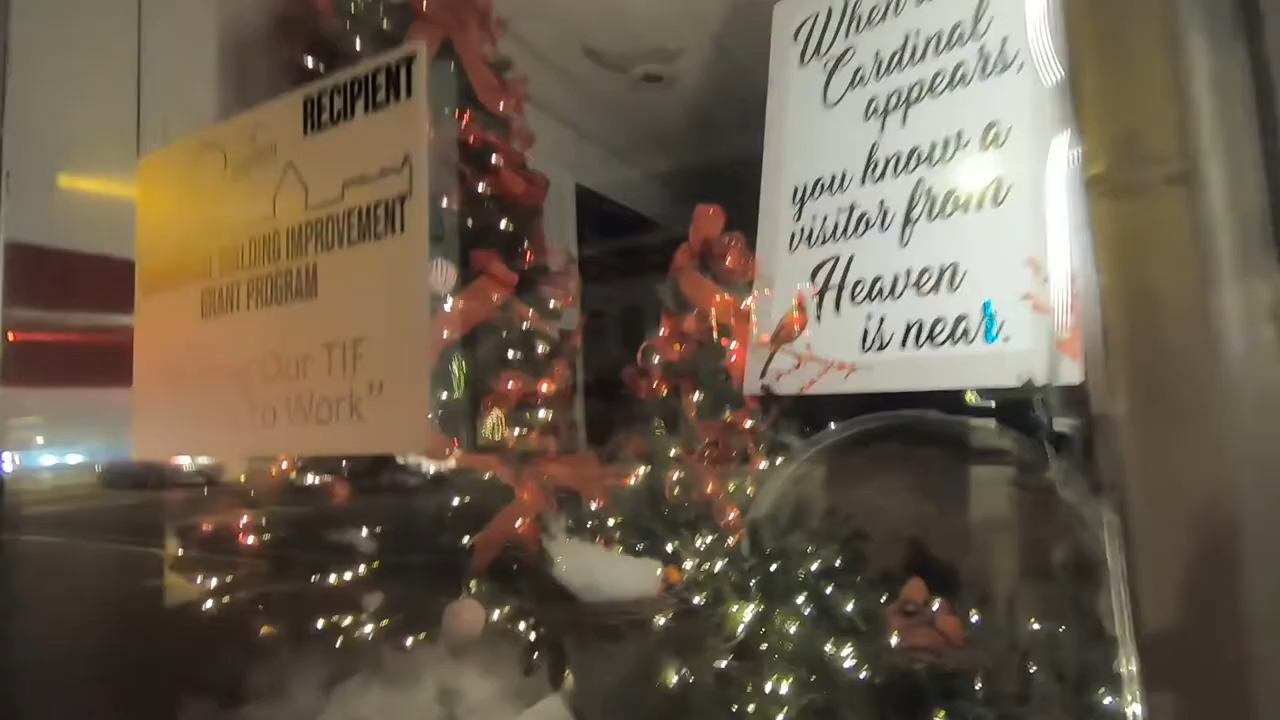 RECIPIENT
BUILDING IMPROVEMENT
GRANT PROGRAM
Our TIF
To Work"
When a
Cardinal
appears,
you know a
visitor from
Heaven
is near.